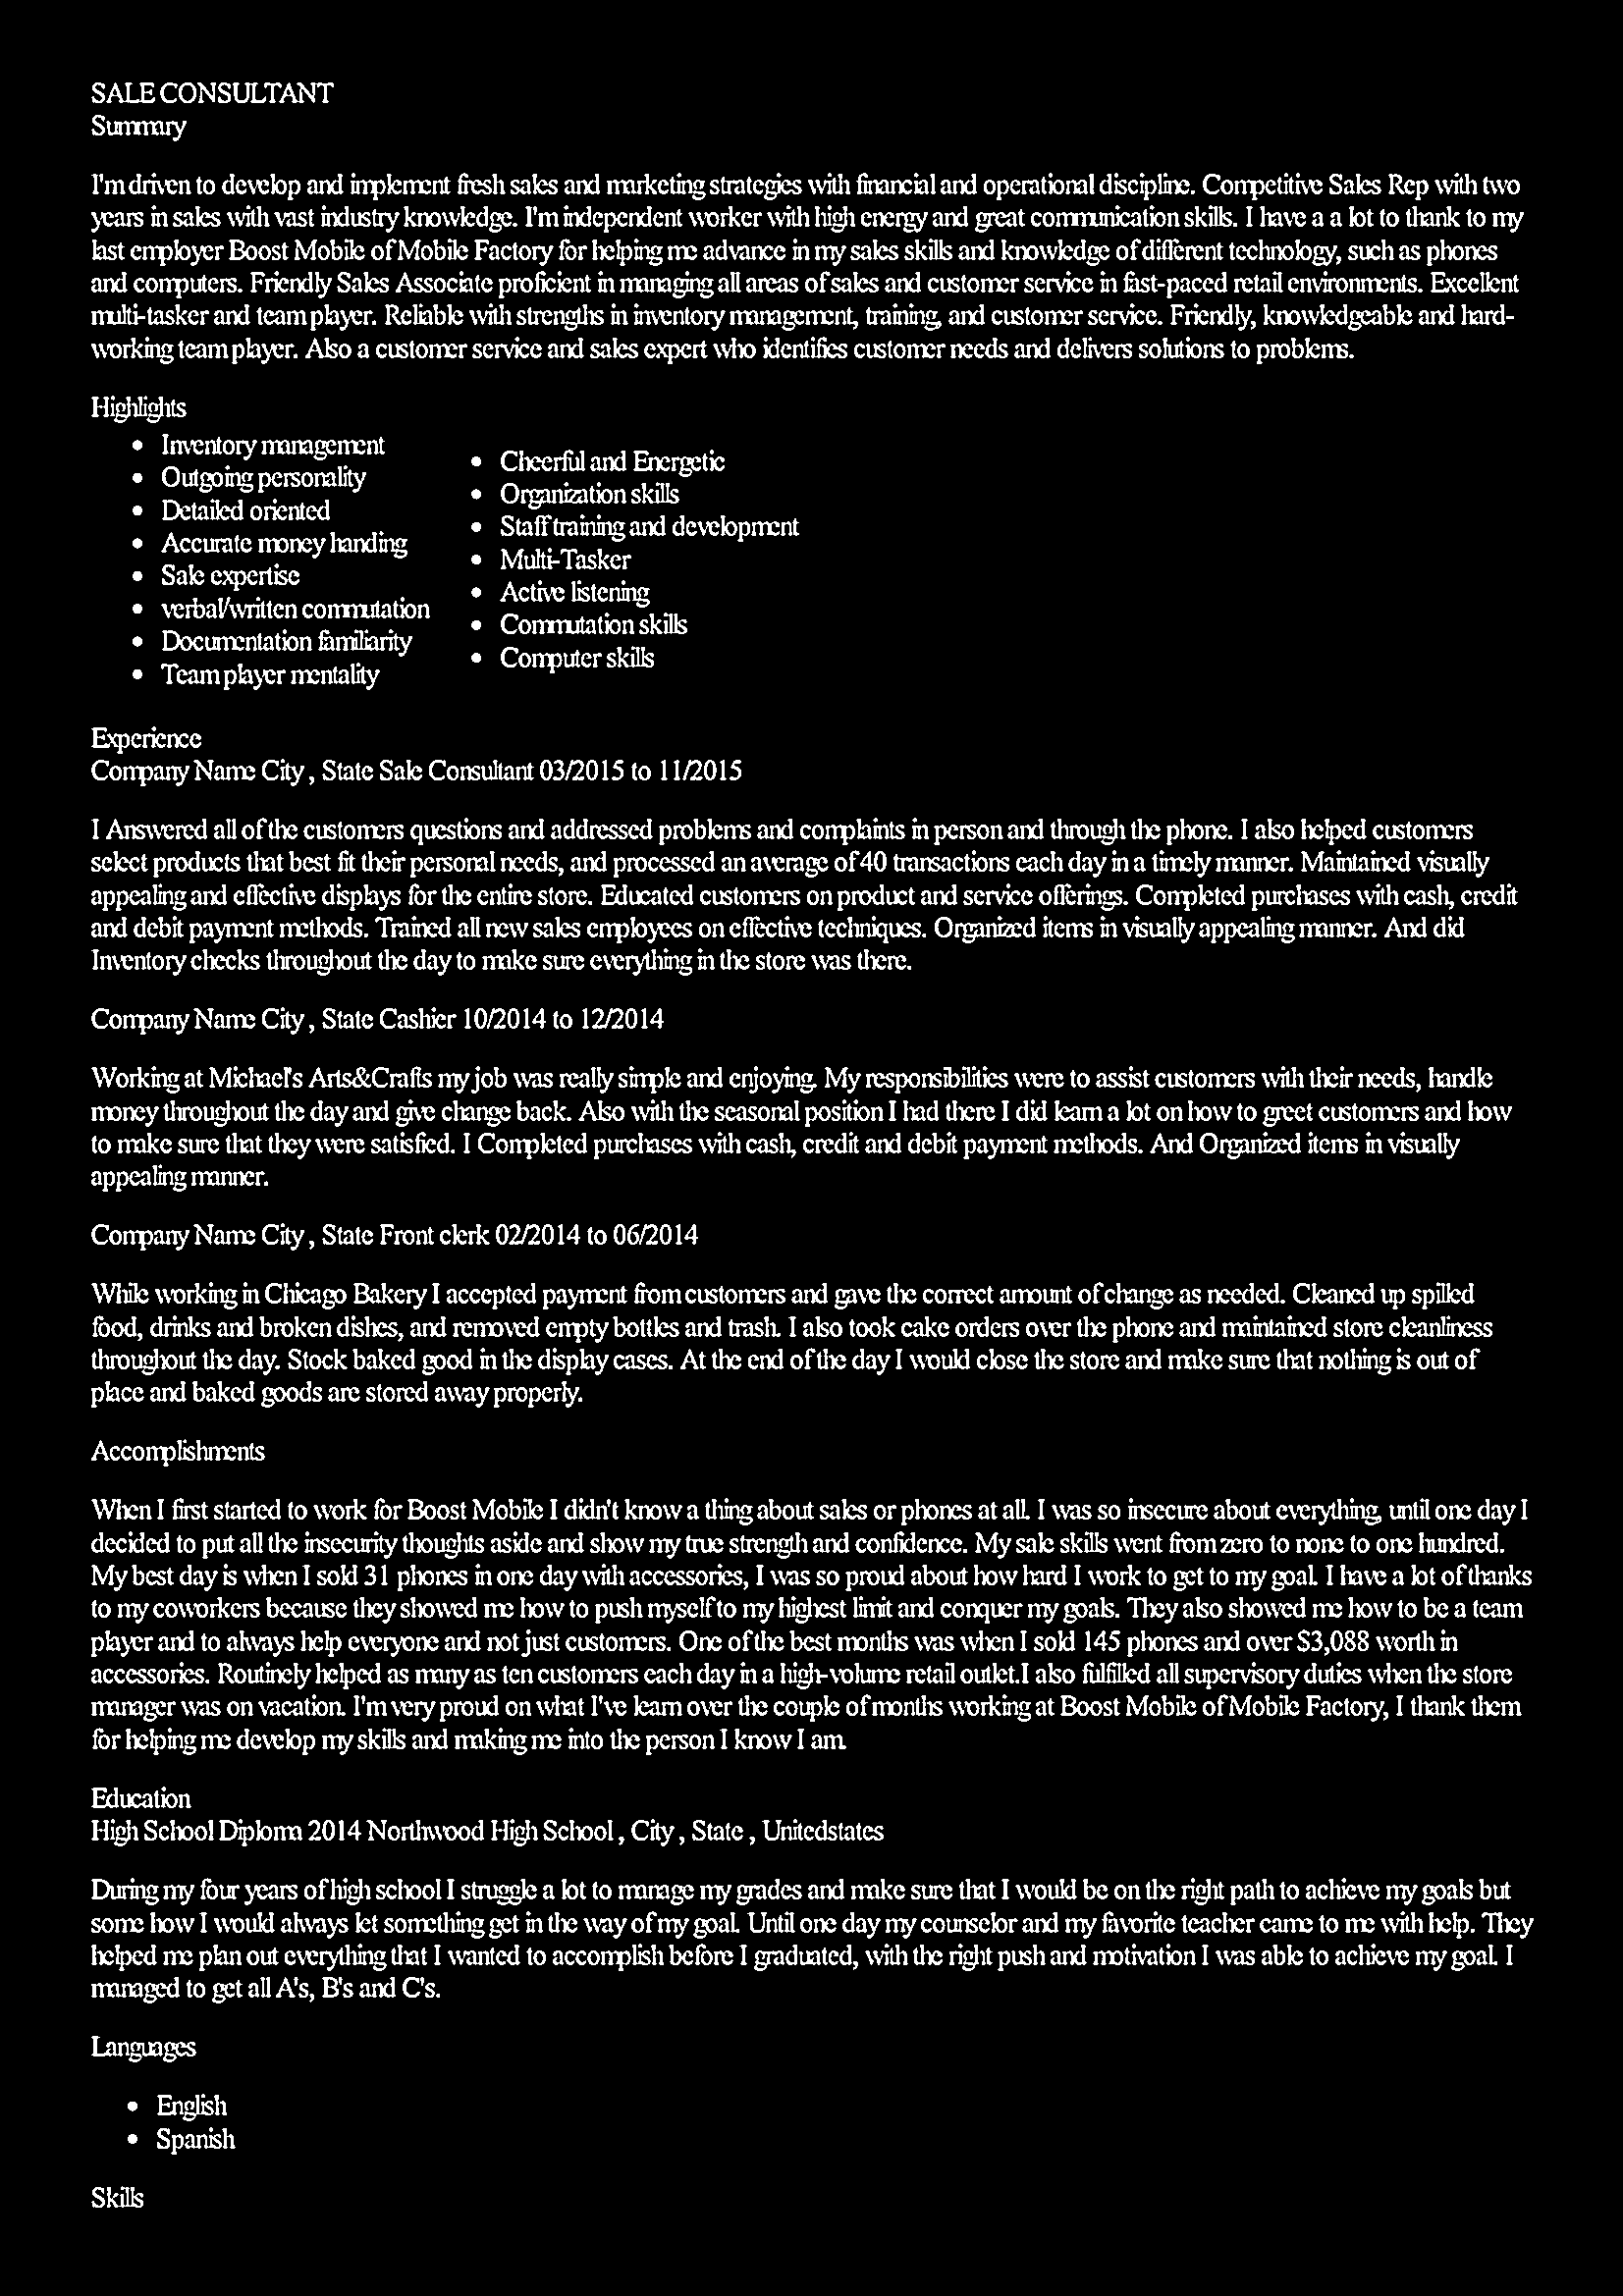 SALE CONSULTANT
Summary
I'm driven to develop and implement fresh sales and marketing strategies with financial and operational discipline. Competitive Sales Rep with two
years in sales with vast industry knowledge. I'm independent worker with high energy and great communication skills. I have a a lot to thank to my
last employer Boost Mobile of Mobile Factory for helping me advance in my sales skills and knowledge of different technology, such as phones
and computers. Friendly Sales Associate proficient in managing all areas of sales and customer service in fast-paced retail environments. Excellent
multi-tasker and team player. Reliable with strengths in inventory management, training, and customer service. Friendly, knowledgeable and hard-
working team player. Also a customer service and sales expert who identifies customer needs and delivers solutions to problems.
Highlights
Inventory management
Outgoing personality
Detailed oriented
Accurate money handing
Sale expertise
verbal/written commutation
Documentation familiarity
Team player mentality
Cheerful and Energetic
Organization skills
Staff training and development
Multi-Tasker
Active listening
Commutation skills
Computer skills
Experience
Company Name City , State Sale Consultant 03/2015 to 11/2015
I Answered all of the customers questions and addressed problems and complaints in person and through the phone. I also helped customers
select products that best fit their personal needs, and processed an average of 40 transactions each day in a timely manner. Maintained visually
appealing and effective displays for the entire store. Educated customers on product and service offerings. Completed purchases with cash, credit
and debit payment methods. Trained all new sales employees on effective techniques. Organized items in visually appealing manner. And did
Inventory checks throughout the day to make sure everything in the store was there.
Company Name City , State Cashier 10/2014 to 12/2014
Working at Michael's Arts&Crafts my job was really simple and enjoying. My responsibilities were to assist customers with their needs, handle
money throughout the day and give change back. Also with the seasonal position I had there I did learn a lot on how to greet customers and how
to make sure that they were satisfied. I Completed purchases with cash, credit and debit payment methods. And Organized items in visually
appealing manner.
Company Name City , State Front clerk 02/2014 to 06/2014
While working in Chicago Bakery I accepted payment from customers and gave the correct amount of change as needed. Cleaned up spilled
food, drinks and broken dishes, and removed empty bottles and trash. I also took cake orders over the phone and maintained store cleanliness
throughout the day. Stock baked good in the display cases. At the end of the day I would close the store and make sure that nothing is out of
place and baked goods are stored away properly.
Accomplishments
When I first started to work for Boost Mobile I didn't know a thing about sales or phones at all. I was so insecure about everything, until one day I
decided to put all the insecurity thoughts aside and show my true strength and confidence. My sale skills went from zero to none to one hundred.
My best day is when I sold 31 phones in one day with accessories, I was so proud about how hard I work to get to my goal. I have a lot of thanks
to my coworkers because they showed me how to push myself to my highest limit and conquer my goals. They also showed me how to be a team
player and to always help everyone and not just customers. One of the best months was when I sold 145 phones and over $3,088 worth in
accessories. Routinely helped as many as ten customers each day in a high-volume retail outlet.I also fulfilled all supervisory duties when the store
manager was on vacation. I'm very proud on what I've learn over the couple of months working at Boost Mobile of Mobile Factory, I thank them
for helping me develop my skills and making me into the person I know I am.
Education
High School Diploma 2014 Northwood High School , City , State , Unitedstates
During my four years of high school I struggle a lot to manage my grades and make sure that I would be on the right path to achieve my goals but
some how I would always let something get in the way of my goal. Until one day my counselor and my favorite teacher came to me with help. They
helped me plan out everything that I wanted to accomplish before I graduated, with the right push and motivation I was able to achieve my goal. I
managed to get all A's, B's and C's.
Languages
English
Spanish
Skills